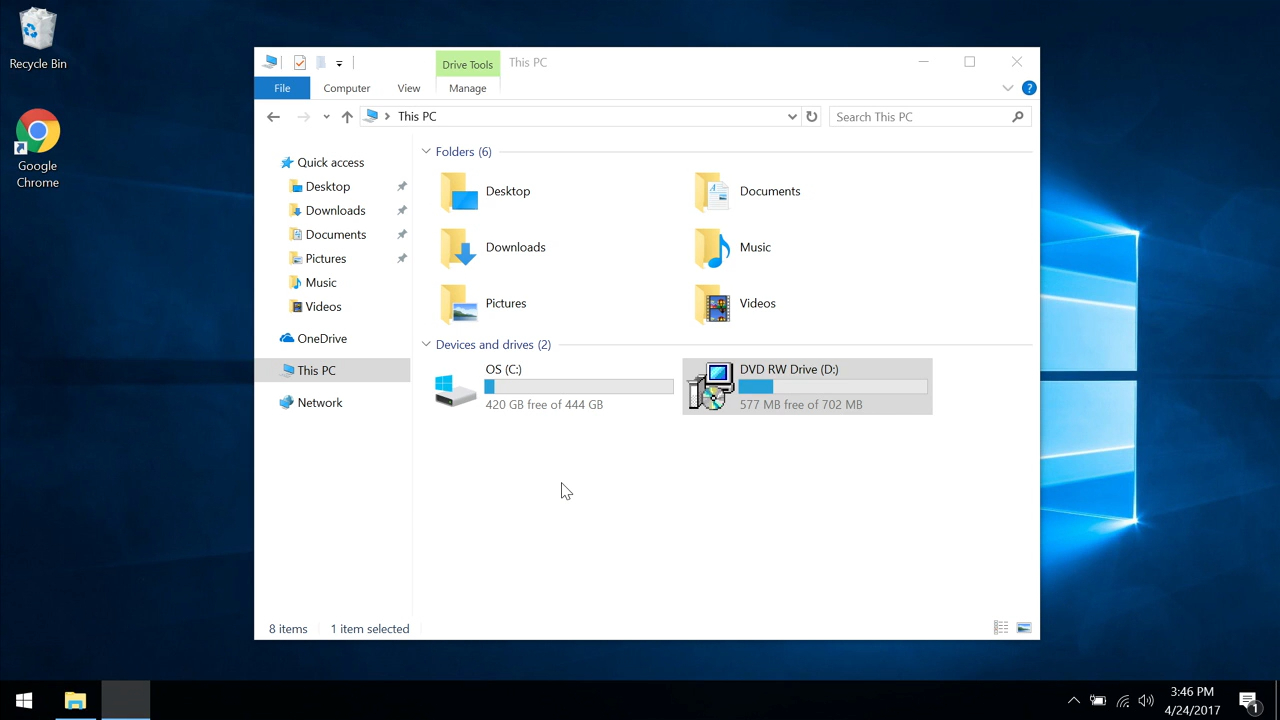 Recycle Bin
Google
Chrome
Drive Tools
This PC
File
Computer
View
Manage
?
This PC
Search This PC
Quick access
Desktop
Downloads
Documents
Pictures
Music
Videos
OneDrive
This PC
Network
Folders (6)
Desktop
Documents
Downloads
Music
Pictures
Videos
Devices and drives (2)
OS (C:)
420 GB free of 444 GB
DVD RW Drive (D:)
577 MB free of 702 MB
8 items
1 item selected
3:46 PM
4/24/2017
1